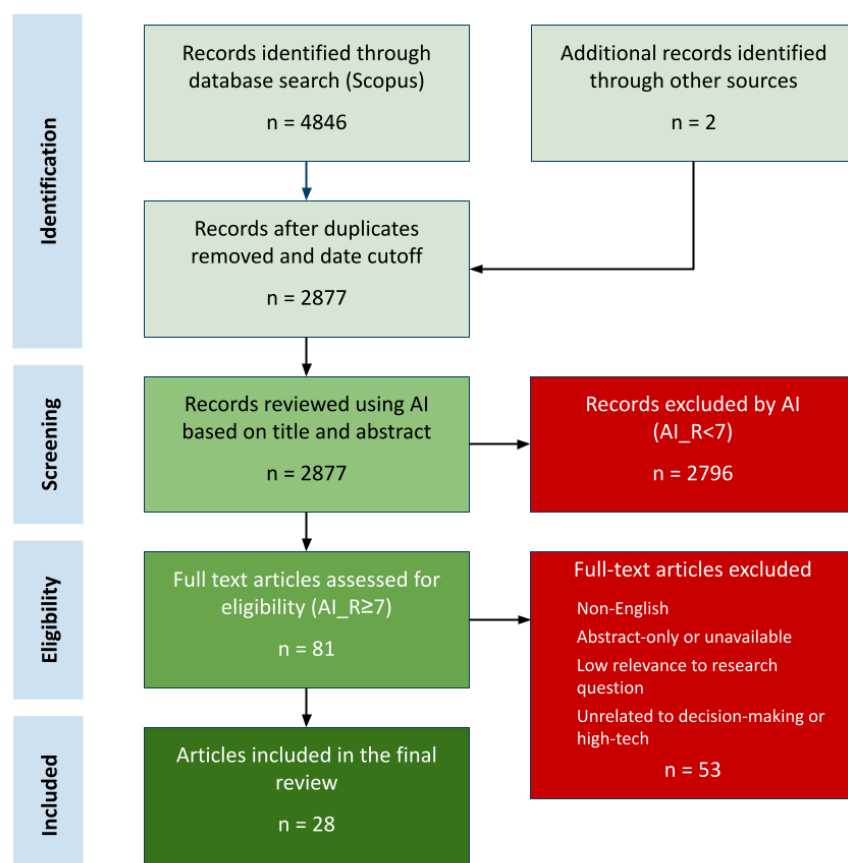 Identification
Records identified through
database search (Scopus)
n = 4846
Additional records identified
through other sources
n = 2
Records after duplicates
removed and date cutoff
n = 2877
Screening
Records reviewed using AI
based on title and abstract
n = 2877
Records excluded by AI
(AI_R<7)
n = 2796
Eligibility
Full text articles assessed for
eligibility (AI_R≥7)
n = 81
Full-text articles excluded
Non-English
Abstract-only or unavailable
Low relevance to research
question
Unrelated to decision-making or
high-tech
n = 53
Included
Articles included in the final
review
n = 28